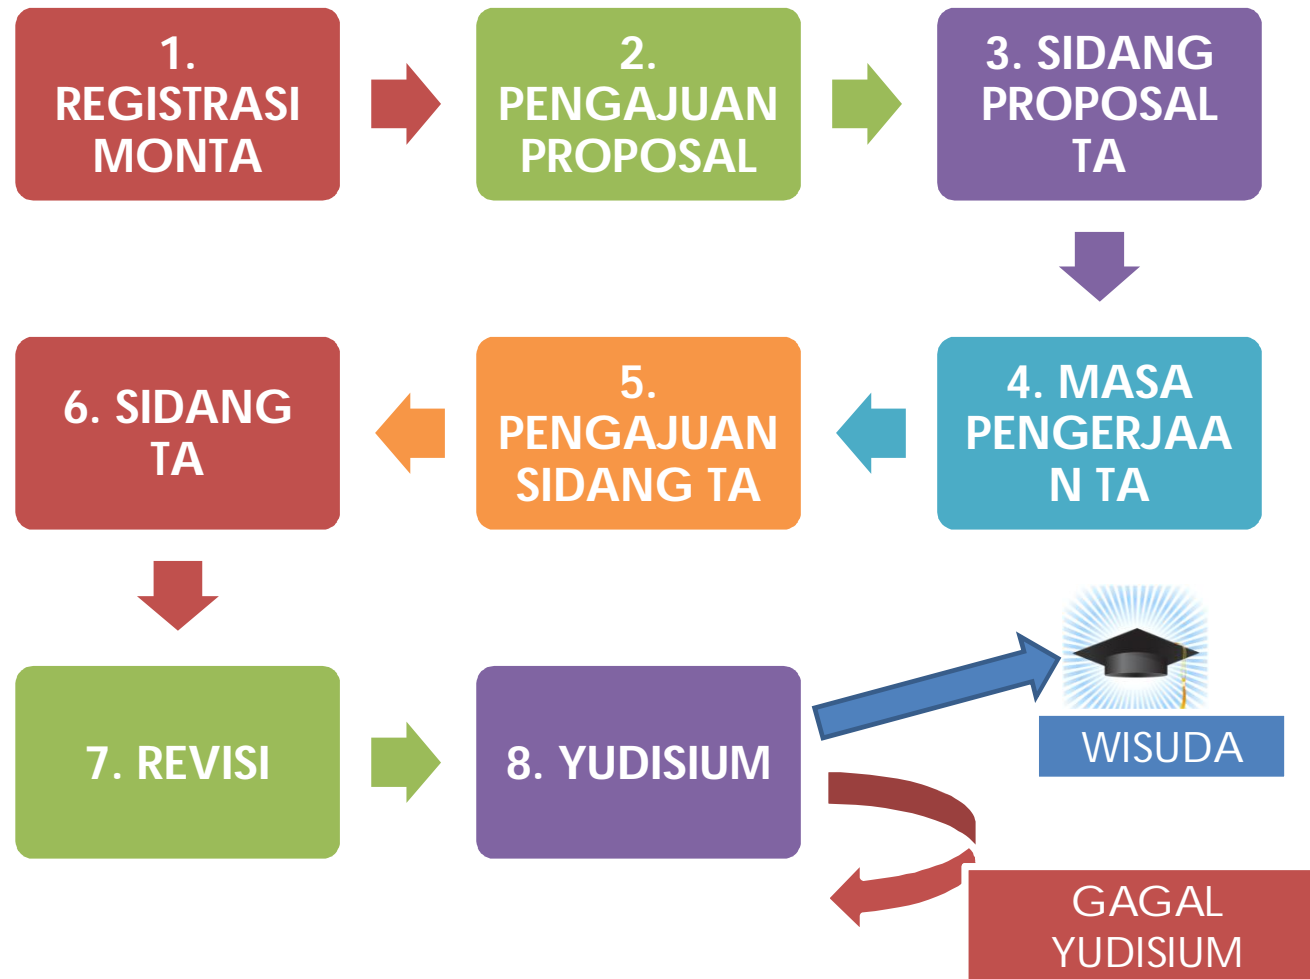 1.
REGISTRASI
MONTA
2.
PENGAJUAN
PROPOSAL
3. SIDANG
PROPOSAL
TA
4. MASA
PENGERJAA
N TA
5.
PENGAJUAN
SIDANG TA
6. SIDANG
TA
7. REVISI
8. YUDISIUM
WISUDA
GAGAL
YUDISIUM